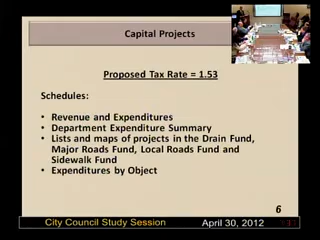 Capital Projects
Proposed Tax Rate = 1.53
Schedules:
• Revenue and Expenditures
• Department Expenditure Summary
• Lists and maps of projects in the Drain Fund,
Major Roads Fund, Local Roads Fund and
Sidewalk Fund
• Expenditures by Object
6
City Council Study Session April 30, 2012